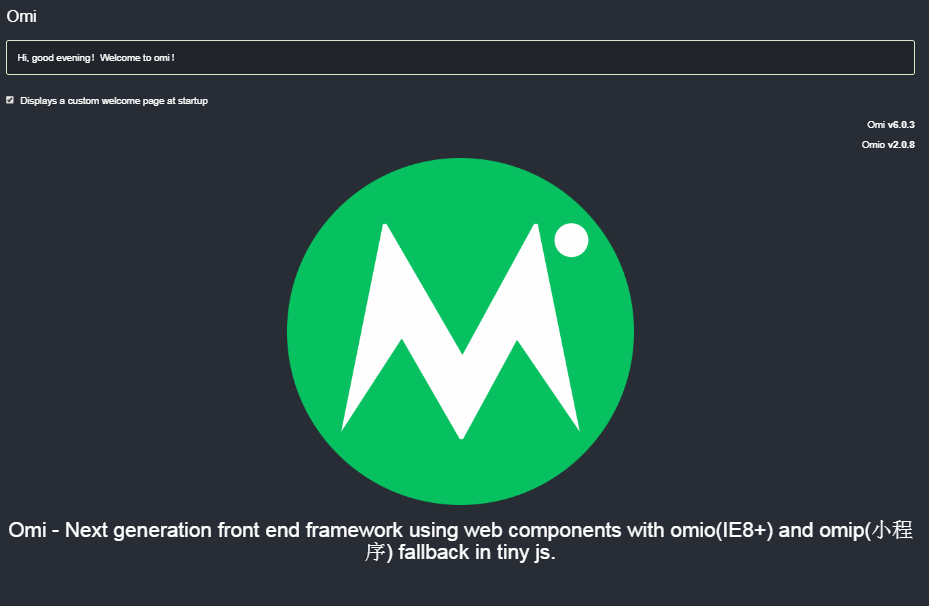 Omi
Hi, good evening！Welcome to omi !
Displays a custom welcome page at startup
Omi v6.0.3
Omio v2.0.8
Omi - Next generation front end framework using web components with omio(IE8+) and omip(小程
序) fallback in tiny js.